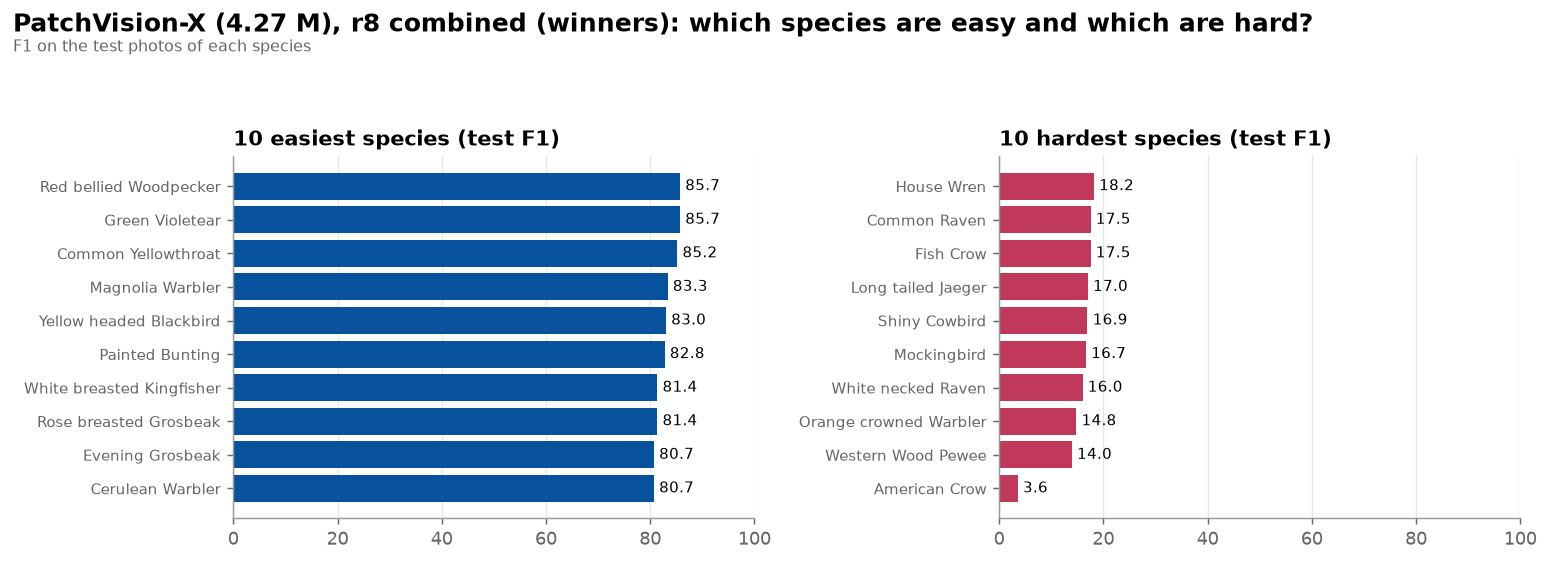 PatchVision-X (4.27 M), r8 combined (winners): which species are easy and which are hard?
F1 on the test photos of each species
10 easiest species (test F1)
Red bellied Woodpecker 85.7
Green Violetear 85.7
Common Yellowthroat 85.2
Magnolia Warbler 83.3
Yellow headed Blackbird 83.0
Painted Bunting 82.8
White breasted Kingfisher 81.4
Rose breasted Grosbeak 81.4
Evening Grosbeak 80.7
Cerulean Warbler 80.7
0 20 40 60 80 100
10 hardest species (test F1)
House Wren 18.2
Common Raven 17.5
Fish Crow 17.5
Long tailed Jaeger 17.0
Shiny Cowbird 16.9
Mockingbird 16.7
White necked Raven 16.0
Orange crowned Warbler 14.8
Western Wood Pewee 14.0
American Crow 3.6
0 20 40 60 80 100